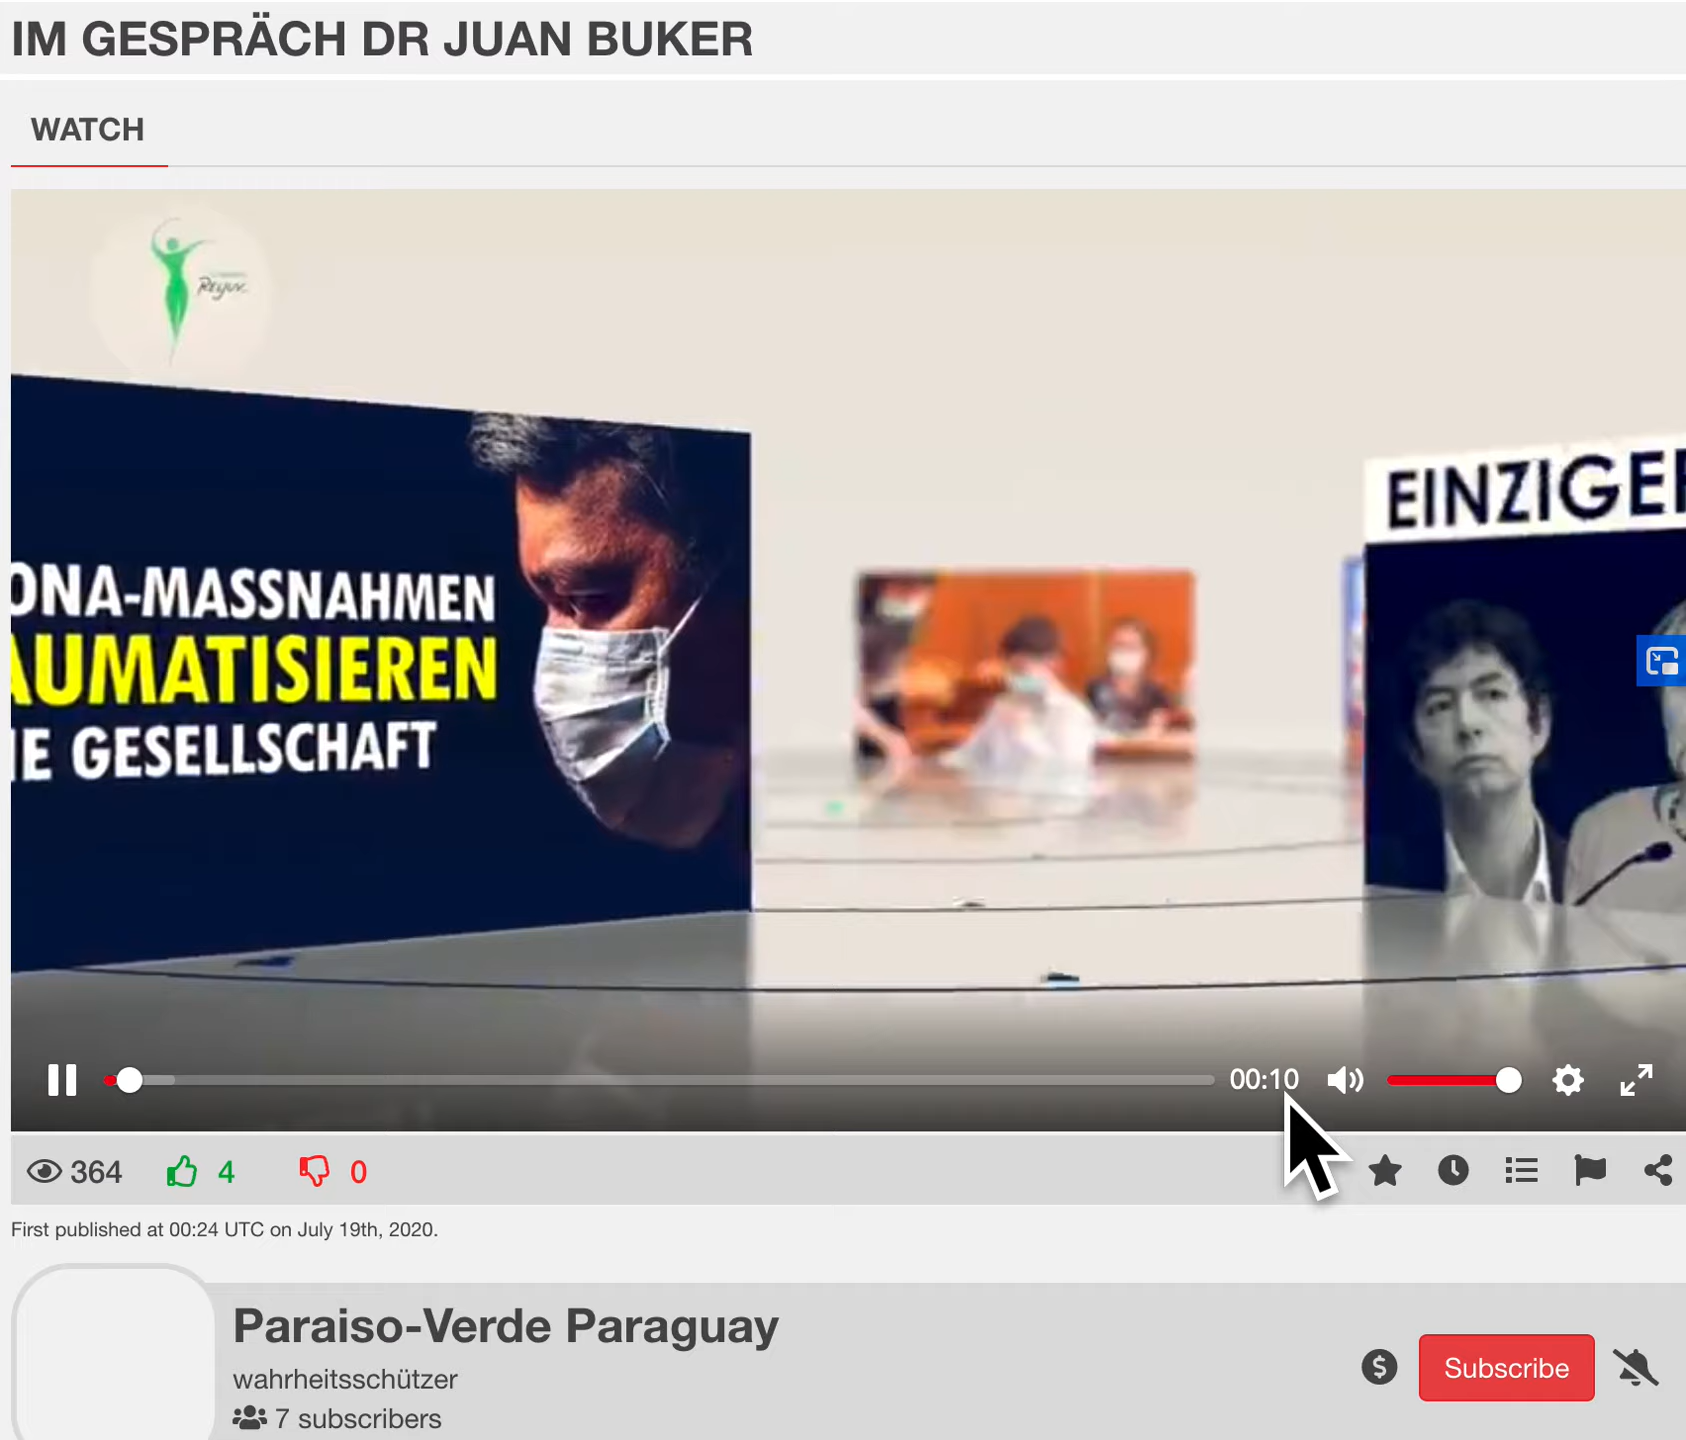 IM GESPRÄCH DR JUAN BUKER
WATCH
Rejuv
ONA-MASSNAHMEN
AUMATISIEREN
IE GESELLSCHAFT
EINZIGE
00:10
364 4 0
First published at 00:24 UTC on July 19th, 2020.
Paraiso-Verde Paraguay
wahrheitsschützer
7 subscribers
Subscribe